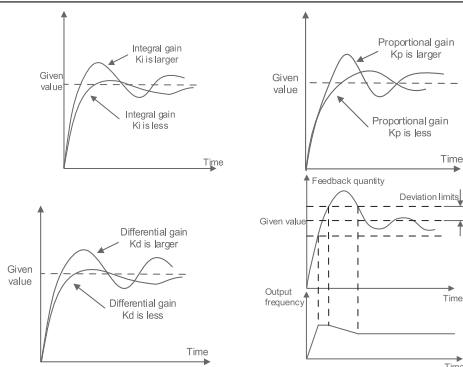 Integral gain
Ki is larger
Given
value
Integral gain
Ki is less
Time
Proportional gain
Kp is larger
Given
value
Proportional gain
Kp is less
Time
Feedback quantity
Deviation limits
Given value
Output
frequency
Time
Time
Differential gain
Kd is larger
Given
value
Differential gain
Kd is less
Time